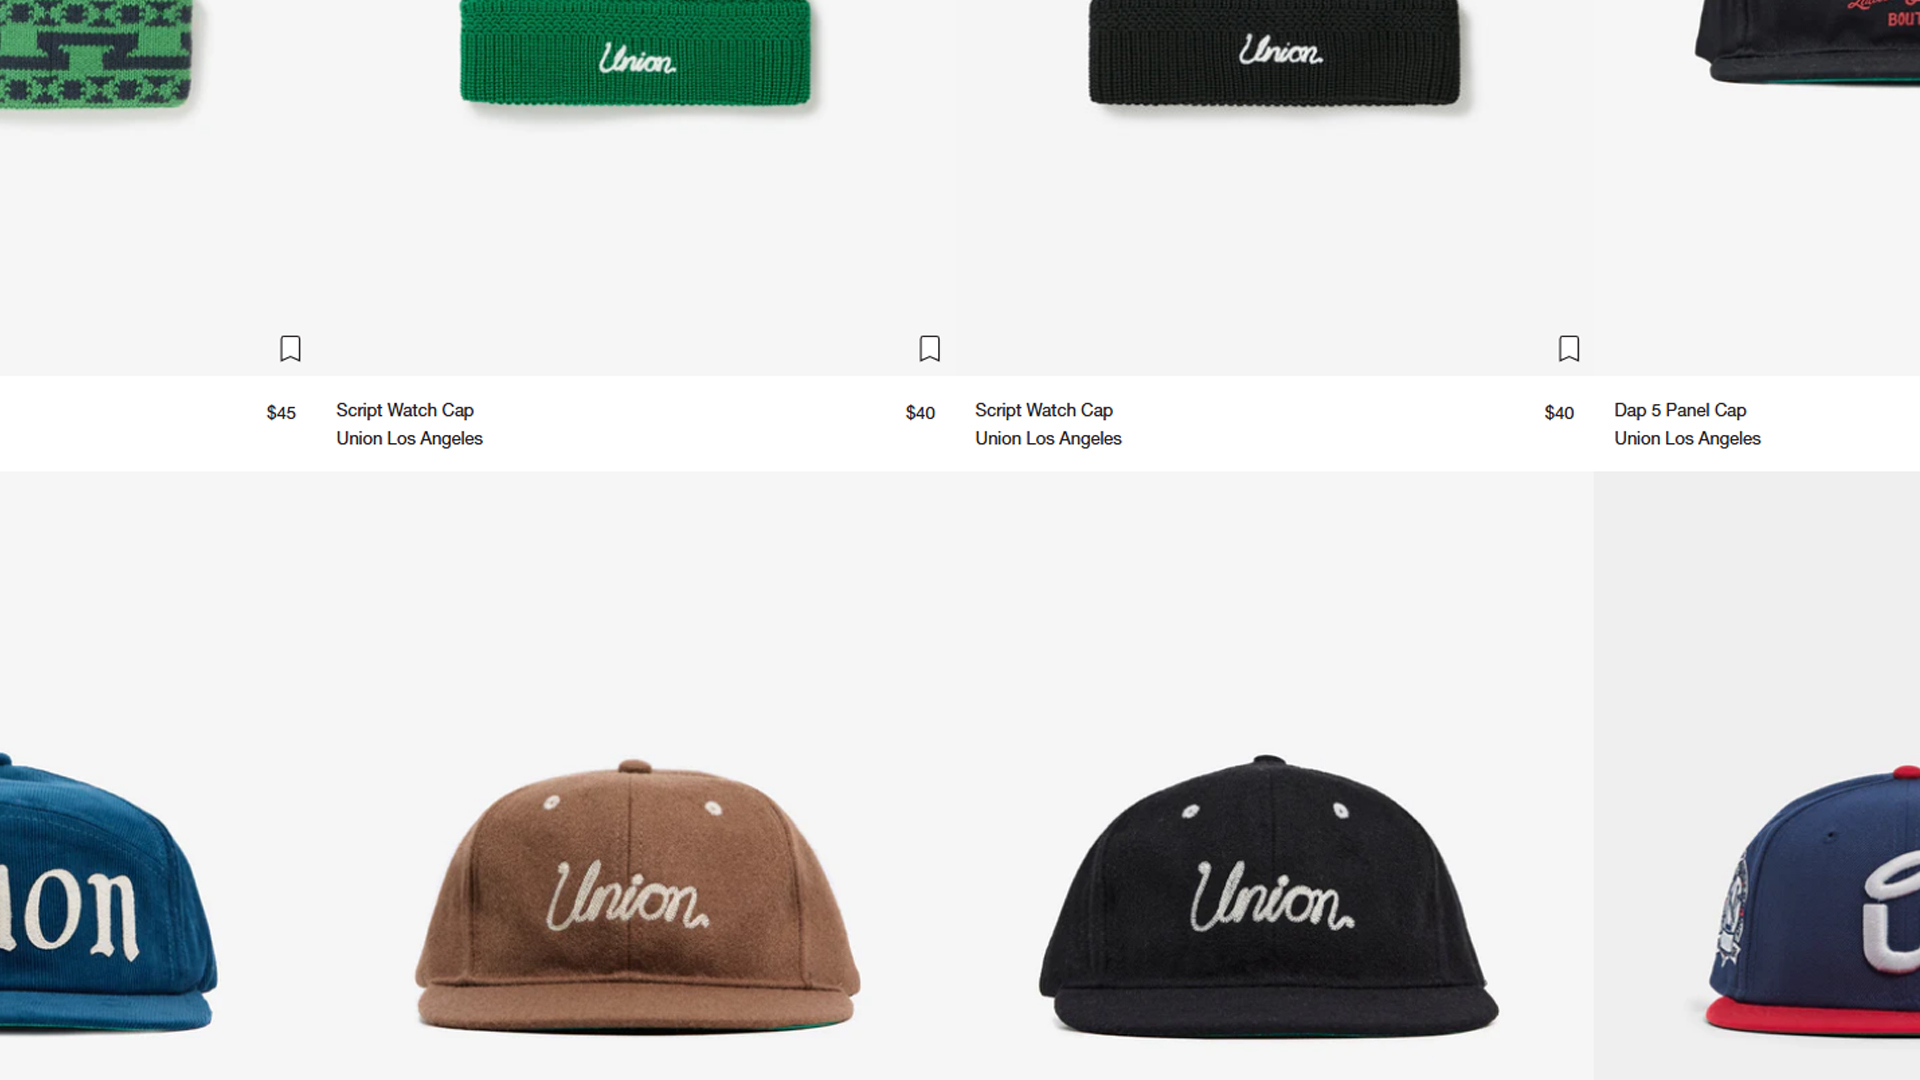 Union.
Union.
BOUT
$45
Script Watch Cap
Union Los Angeles
$40
Script Watch Cap
Union Los Angeles
$40
Dap 5 Panel Cap
Union Los Angeles
ion
Union.
Union.